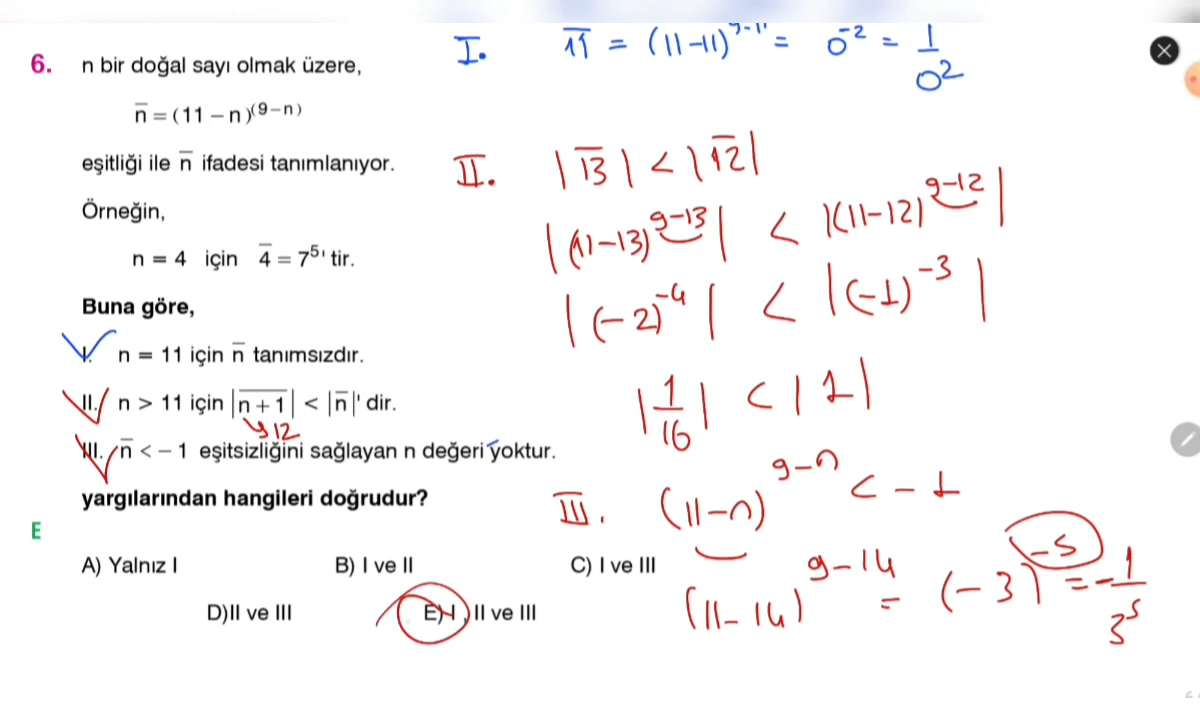 6. n bir doğal sayı olmak üzere,
n̅ = (11 – n)^(9–n)
eşitliği ile n̅ ifadesi tanımlanıyor.
Örneğin,
n = 4 için 4̅ = 7^5' tir.
Buna göre,
I. n = 11 için n̅ tanımsızdır.
II. n > 11 için |n + 1| < |n̅|' dir.
y 12
III. n̅ < – 1 eşitsizliğini sağlayan n değeri yoktur.
yargılarından hangileri doğrudur?
E
A) Yalnız I B) I ve II C) I ve III
D)II ve III E)I , II ve III
I. 11 = (11-11)^9-11 = 0^-2 = 1/0^2
II. |13| < |12|
|(11-13)^9-13| < |(11-12)^9-12|
|(-2)^-4| < |(-1)^-3|
|1/16| < |1|
III. (11-n)^9-n < -1
(11-14)^9-14 = (-3)^-5 = -1/3^5